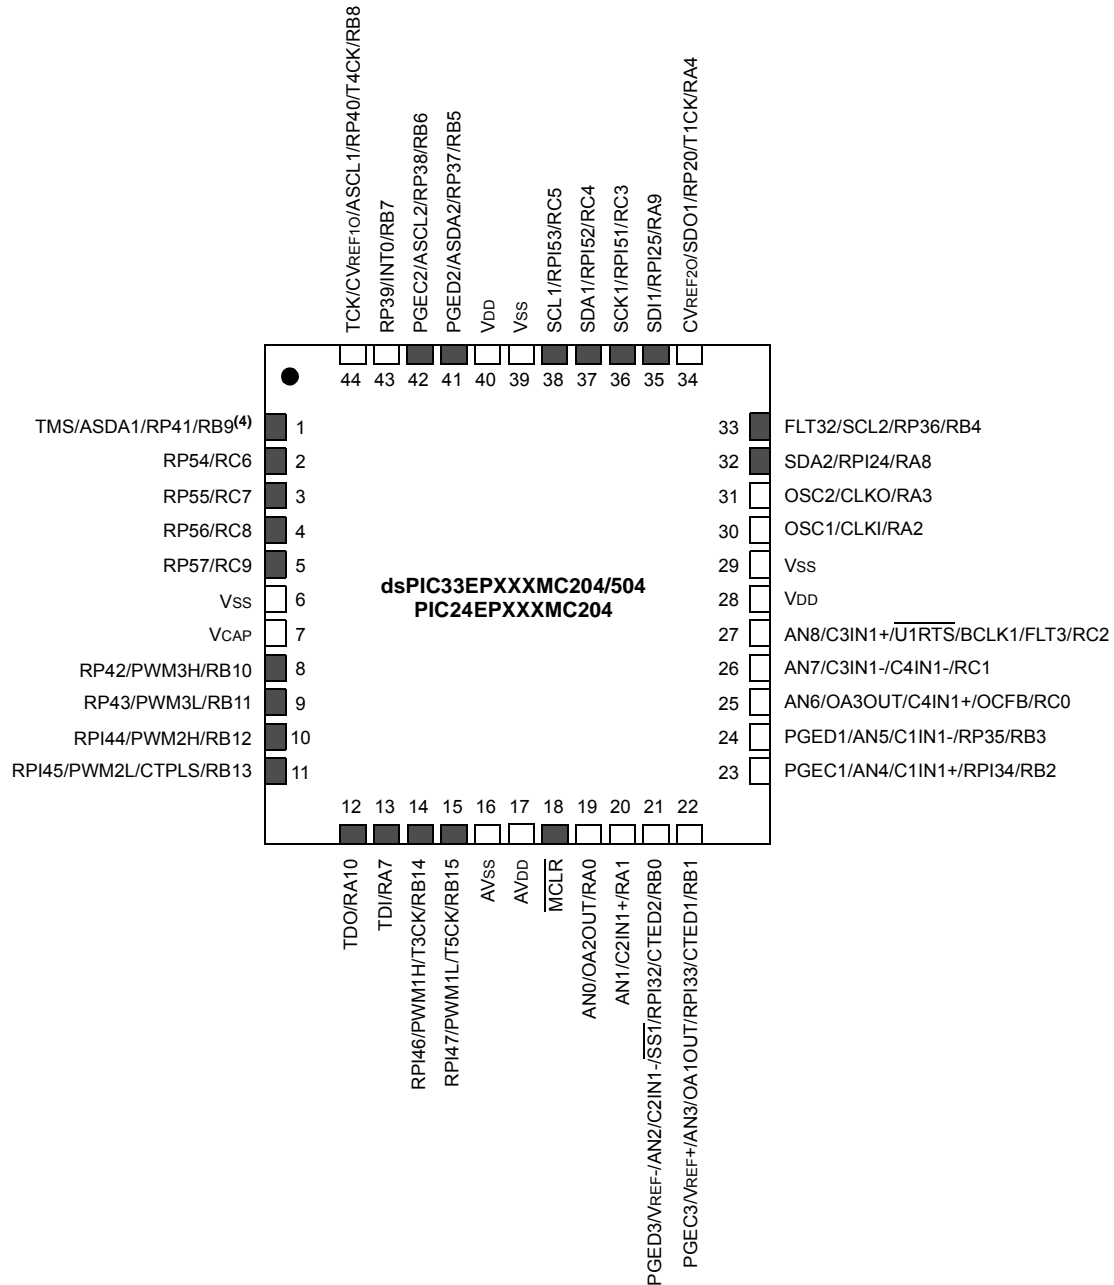 TCK/CVREF1O/ASCL1/RP40/T4CK/RB8
RP39/INT0/RB7
PGEC2/ASCL2/RP38/RB6
PGED2/ASDA2/RP37/RB5
VDD
VSS
SCL1/RPI53/RC5
SDA1/RPI52/RC4
SCK1/RPI51/RC3
SDI1/RPI25/RA9
CVREF2O/SDO1/RP20/T1CK/RA4
44 43 42 41 40 39 38 37 36 35 34
TMS/ASDA1/RP41/RB9(4) 1
RP54/RC6 2
RP55/RC7 3
RP56/RC8 4
RP57/RC9 5
VSS 6
VCAP 7
RP42/PWM3H/RB10 8
RP43/PWM3L/RB11 9
RPI44/PWM2H/RB12 10
RPI45/PWM2L/CTPLS/RB13 11
dsPIC33EPXXXMC204/504
PIC24EPXXXMC204
33 FLT32/SCL2/RP36/RB4
32 SDA2/RPI24/RA8
31 OSC2/CLKO/RA3
30 OSC1/CLKI/RA2
29 VSS
28 VDD
27 AN8/C3IN1+/U1RTS/BCLK1/FLT3/RC2
26 AN7/C3IN1-/C4IN1-/RC1
25 AN6/OA3OUT/C4IN1+/OCFB/RC0
24 PGED1/AN5/C1IN1-/RP35/RB3
23 PGEC1/AN4/C1IN1+/RPI34/RB2
12 13 14 15 16 17 18 19 20 21 22
TDO/RA10
TDI/RA7
RPI46/PWM1H/T3CK/RB14
RPI47/PWM1L/T5CK/RB15
AVSS
AVDD
MCLR
AN0/OA2OUT/RA0
AN1/C2IN1+/RA1
PGED3/VREF-/AN2/C2IN1-/SS1/RPI32/CTED2/RB0
PGEC3/VREF+/AN3/OA1OUT/RPI33/CTED1/RB1